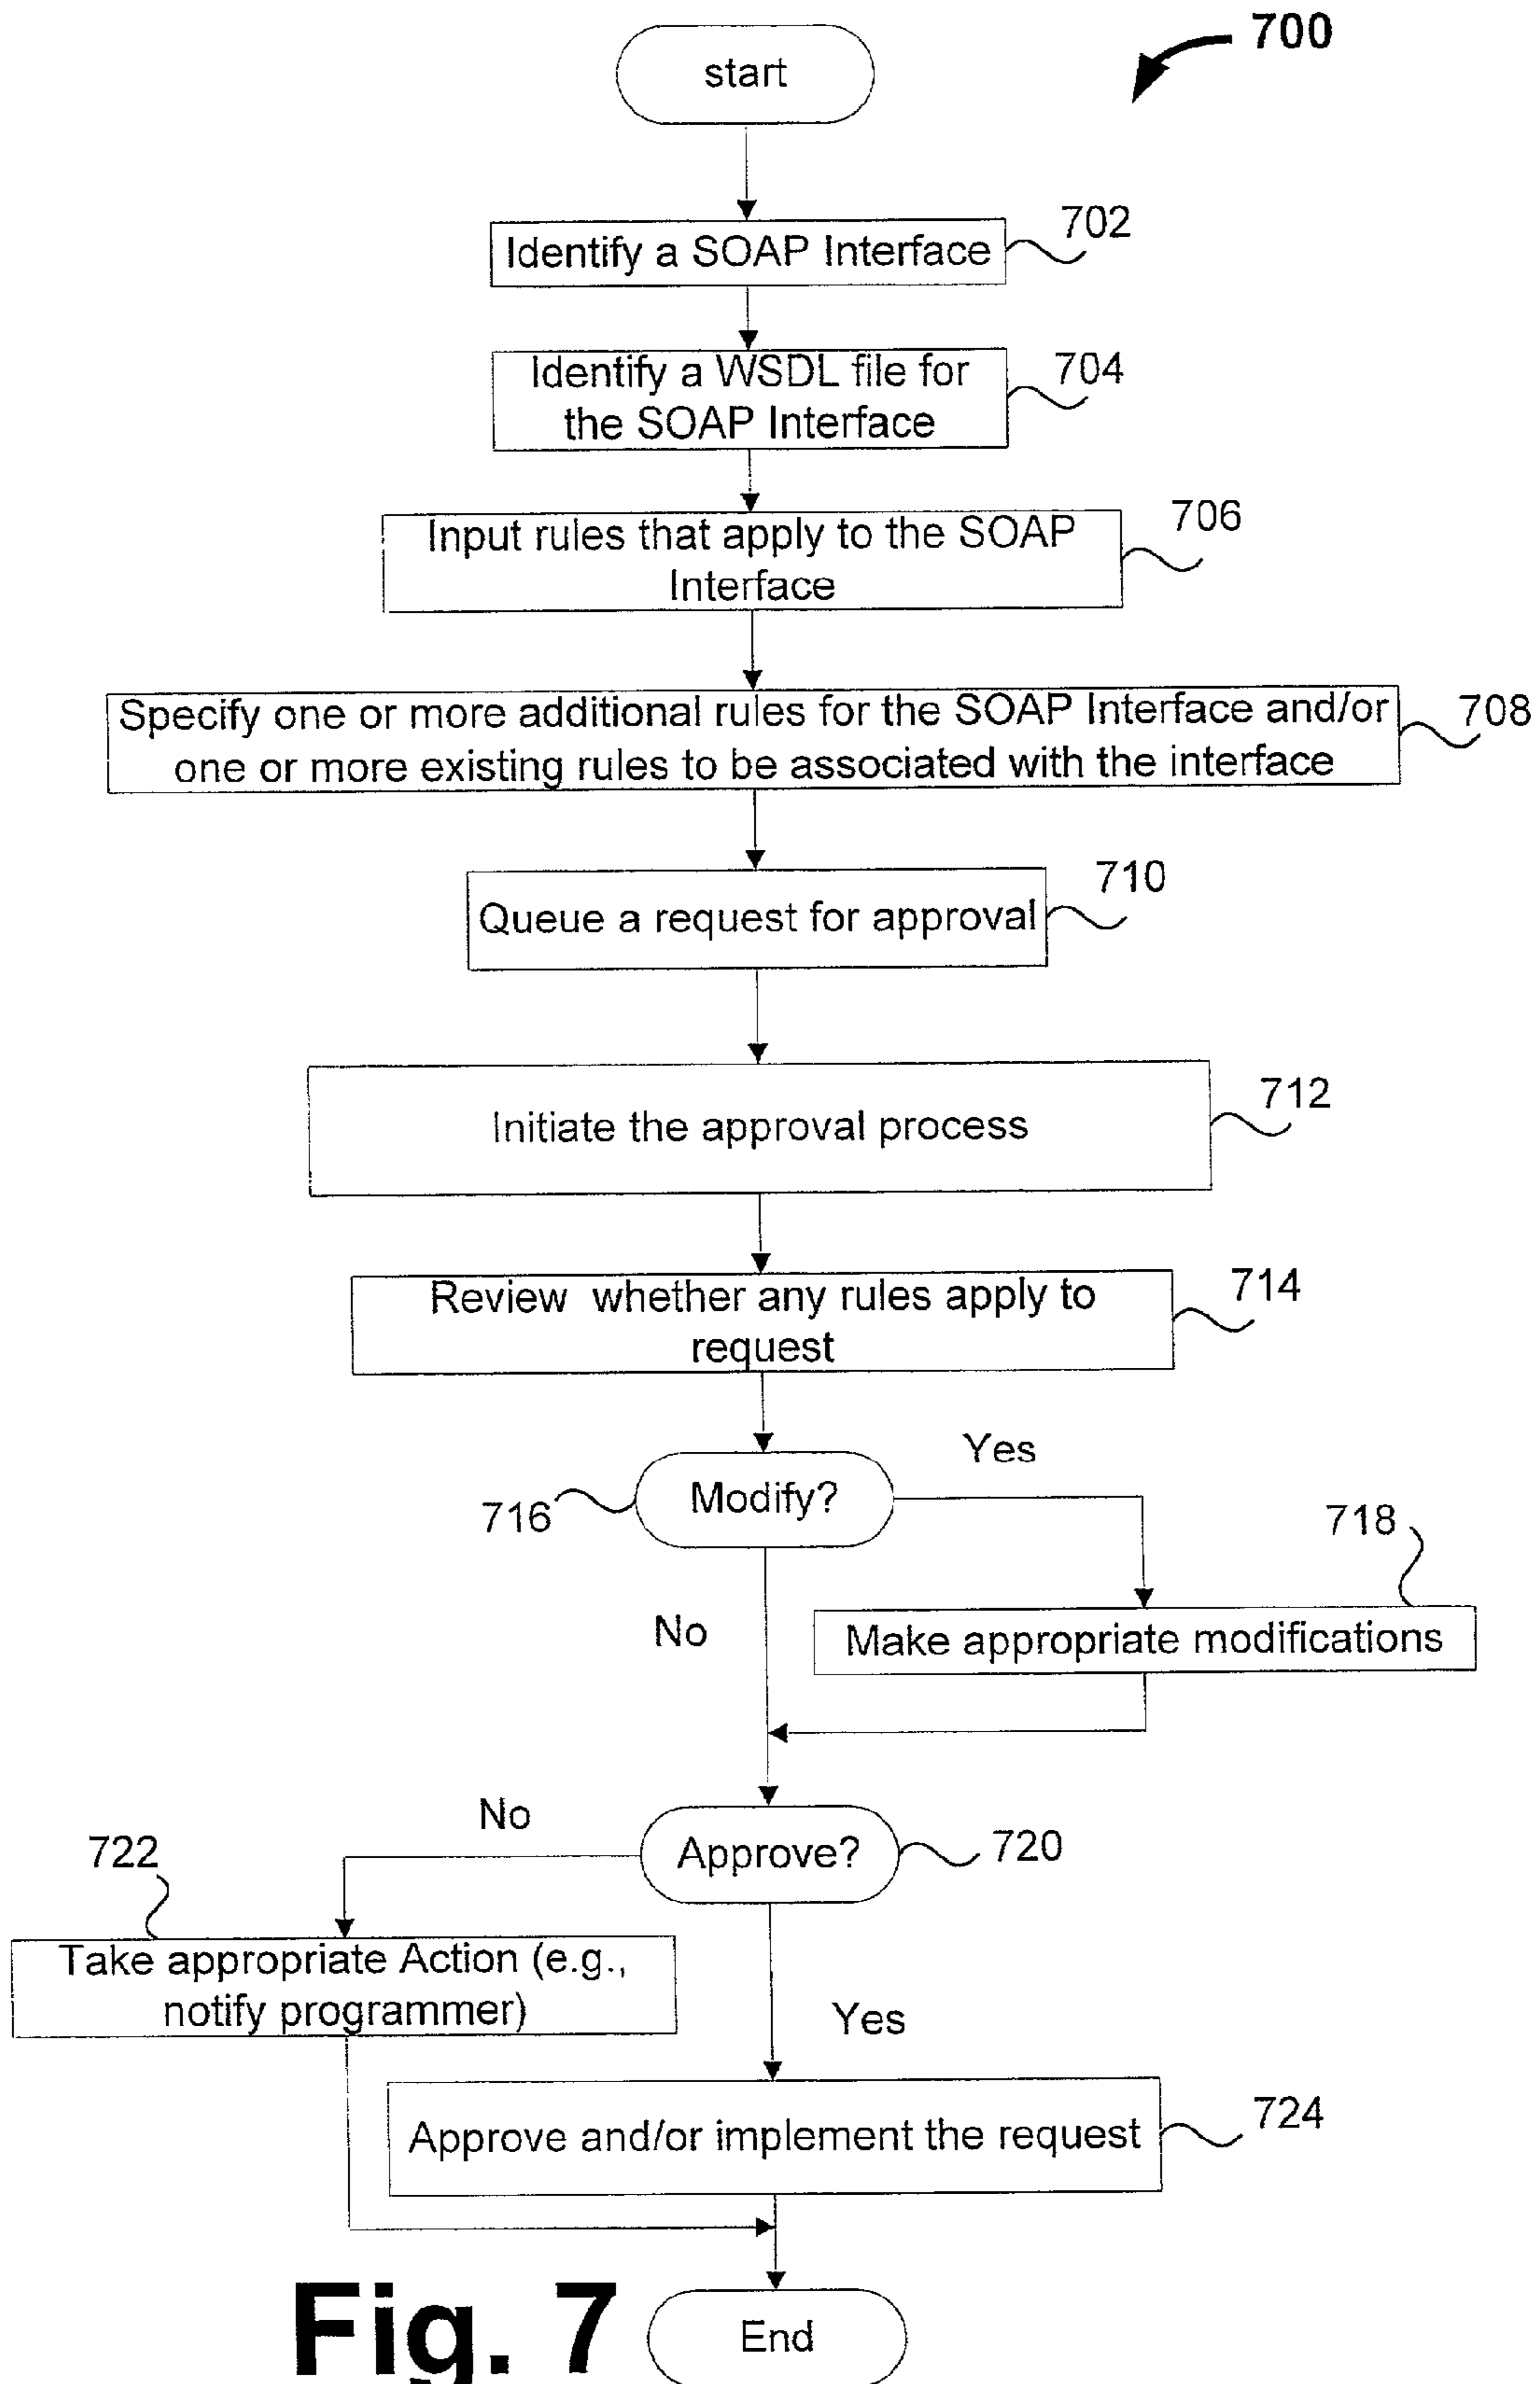 700
start
702
Identify a SOAP Interface
704
Identify a WSDL file for
the SOAP Interface
706
Input rules that apply to the SOAP
Interface
708
Specify one or more additional rules for the SOAP Interface and/or
one or more existing rules to be associated with the interface
710
Queue a request for approval
712
Initiate the approval process
714
Review whether any rules apply to
request
Yes
716
Modify?
718
No
Make appropriate modifications
No
722
Approve?
720
Take appropriate Action (e.g.,
notify programmer)
Yes
724
Approve and/or implement the request
Fig. 7
End